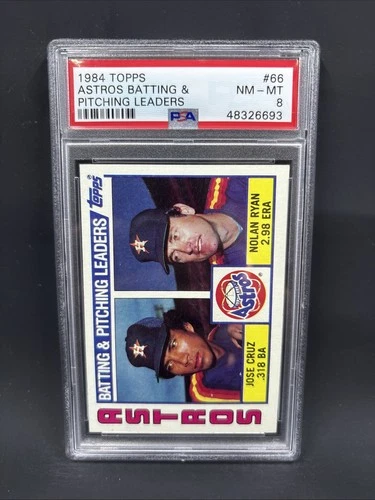 1984 TOPPS #66
ASTROS BATTING & NM-MT
PITCHING LEADERS 8
PSA 48326693
Topps
BATTING & PITCHING LEADERS
NOLAN RYAN
2.98 ERA
ASTROS
JOSE CRUZ
.318 BA
ASTROS